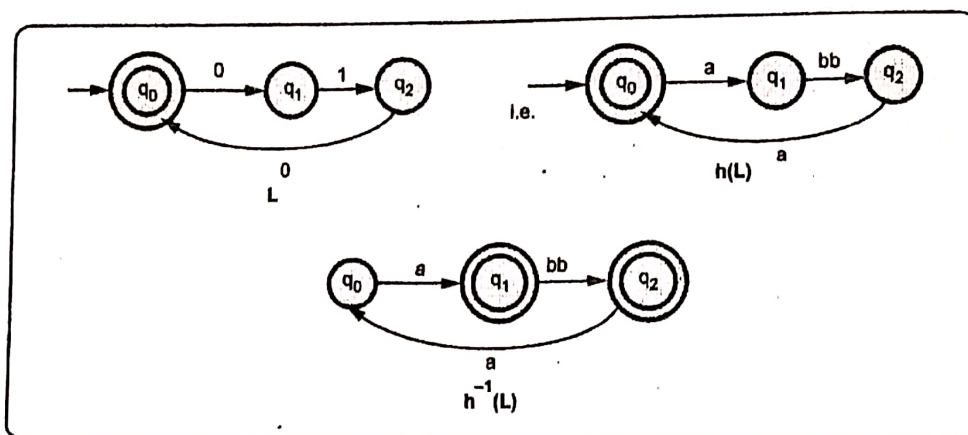 0 1 a bb
q₀ q₁ q₂ q₀ q₁ q₂
i.e.
0 a
L h(L)
a bb
q₀ q₁ q₂
a
h⁻¹(L)